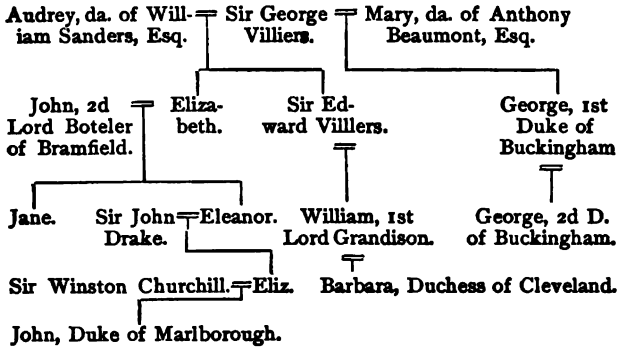 Audrey, da. of Will- Sir George Mary, da. of Anthony
iam Sanders, Esq. Villiers. Beaumont, Esq.
John, 2d Eliza- Sir Ed- George, 1st
Lord Boteler beth. ward Villlers. Duke of
of Bramfield. Buckingham
Jane. Sir John Eleanor. William, 1st George, 2d D.
Drake. Lord Grandison. of Buckingham.
Sir Winston Churchill. Eliz. Barbara, Duchess of Cleveland.
John, Duke of Marlborough.